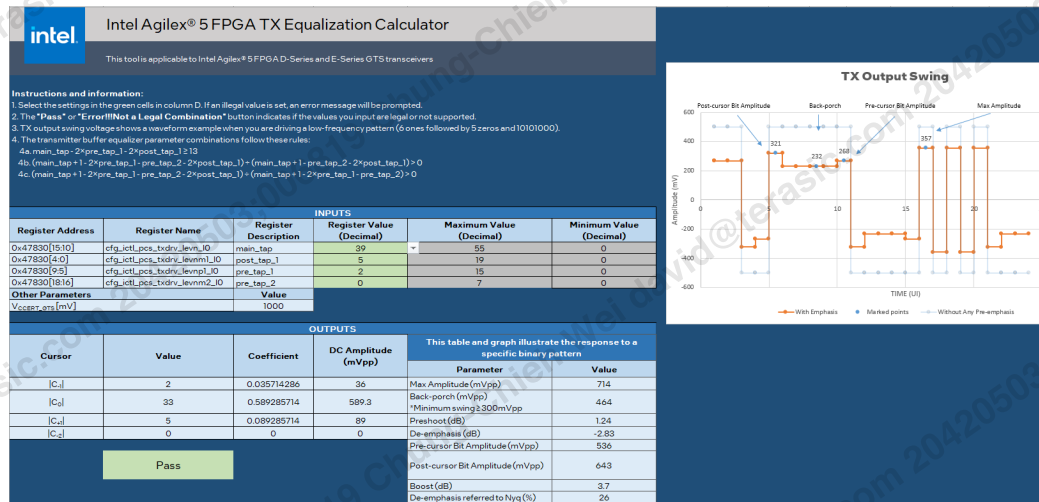 intel.
Intel Agilex® 5 FPGA TX Equalization Calculator
This tool is applicable to Intel Agilex® 5 FPGA D-Series and E-Series GTS transceivers
Instructions and information:
1. Select the settings in the green cells in column D. If an illegal value is set, an error message will be prompted.
2. The "Pass" or "Error!!!Not a Legal Combination" button indicates if the values you input are legal or not supported.
3. TX output swing voltage shows a waveform example when you are driving a low-frequency pattern (6 ones followed by 5 zeros and 10101000).
4. The transmitter buffer equalizer parameter combinations follow these rules:
4a. main_tap - 2×pre_tap_1 - 2×post_tap_1 ≥ 13
4b. (main_tap + 1 - 2×pre_tap_1 - pre_tap_2 - 2×post_tap_1) ÷ (main_tap + 1 - pre_tap_2 - 2×post_tap_1) > 0
4c. (main_tap + 1 - 2×pre_tap_1 - pre_tap_2 - 2×post_tap_1) ÷ (main_tap + 1 - 2×pre_tap_1 - pre_tap_2) > 0
INPUTS
Register Address Register Name Register Description Register Value (Decimal) Maximum Value (Decimal) Minimum Value (Decimal)
0x47830[15:10] cfg_ictl_pcs_txdrv_levn_l0 main_tap 39 55 0
0x47830[4:0] cfg_ictl_pcs_txdrv_levnm1_l0 post_tap_1 5 19 0
0x47830[9:5] cfg_ictl_pcs_txdrv_levnp1_l0 pre_tap_1 2 15 0
0x47830[18:16] cfg_ictl_pcs_txdrv_levnm2_l0 pre_tap_2 0 7 0
Other Parameters Value
VCCERT_GTS [mV] 1000
OUTPUTS
Cursor Value Coefficient DC Amplitude (mVpp)
|C-1| 2 0.035714286 36
|C0| 33 0.589285714 589.3
|C+1| 5 0.089285714 89
|C-2| 0 0 0
Pass
This table and graph illustrate the response to a specific binary pattern
Parameter Value
Max Amplitude (mVpp) 714
Back-porch (mVpp) *Minimum swing ≥ 300mVpp 464
Preshoot (dB) 1.24
De-emphasis (dB) -2.83
Pre-cursor Bit Amplitude (mVpp) 536
Post-cursor Bit Amplitude (mVpp) 643
Boost (dB) 3.7
De-emphasis referred to Nyq (%) 26
TX Output Swing
Post-cursor Bit Amplitude Back-porch Pre-cursor Bit Amplitude Max Amplitude
600
400
200
0
-200
-400
-600
Amplitude (mV)
321
232
268
357
0 5 10 15 20
TIME (UI)
With Emphasis Marked points Without Any Pre-emphasis